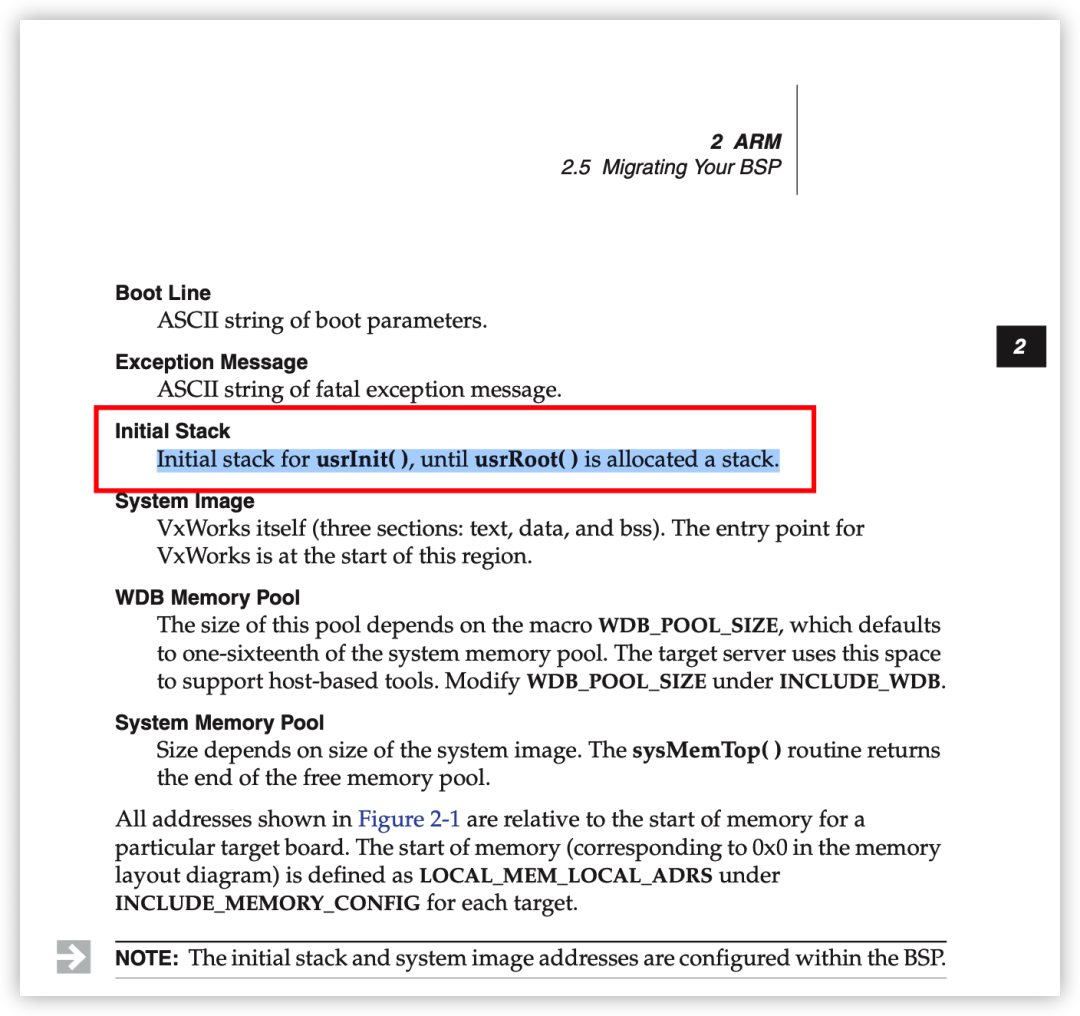 2 ARM
2.5 Migrating Your BSP
2
Boot Line
ASCII string of boot parameters.
Exception Message
ASCII string of fatal exception message.
Initial Stack
Initial stack for usrInit( ), until usrRoot( ) is allocated a stack.
System Image
VxWorks itself (three sections: text, data, and bss). The entry point for
VxWorks is at the start of this region.
WDB Memory Pool
The size of this pool depends on the macro WDB_POOL_SIZE, which defaults
to one-sixteenth of the system memory pool. The target server uses this space
to support host-based tools. Modify WDB_POOL_SIZE under INCLUDE_WDB.
System Memory Pool
Size depends on size of the system image. The sysMemTop( ) routine returns
the end of the free memory pool.
All addresses shown in Figure 2-1 are relative to the start of memory for a
particular target board. The start of memory (corresponding to 0x0 in the memory
layout diagram) is defined as LOCAL_MEM_LOCAL_ADRS under
INCLUDE_MEMORY_CONFIG for each target.
NOTE: The initial stack and system image addresses are configured within the BSP.